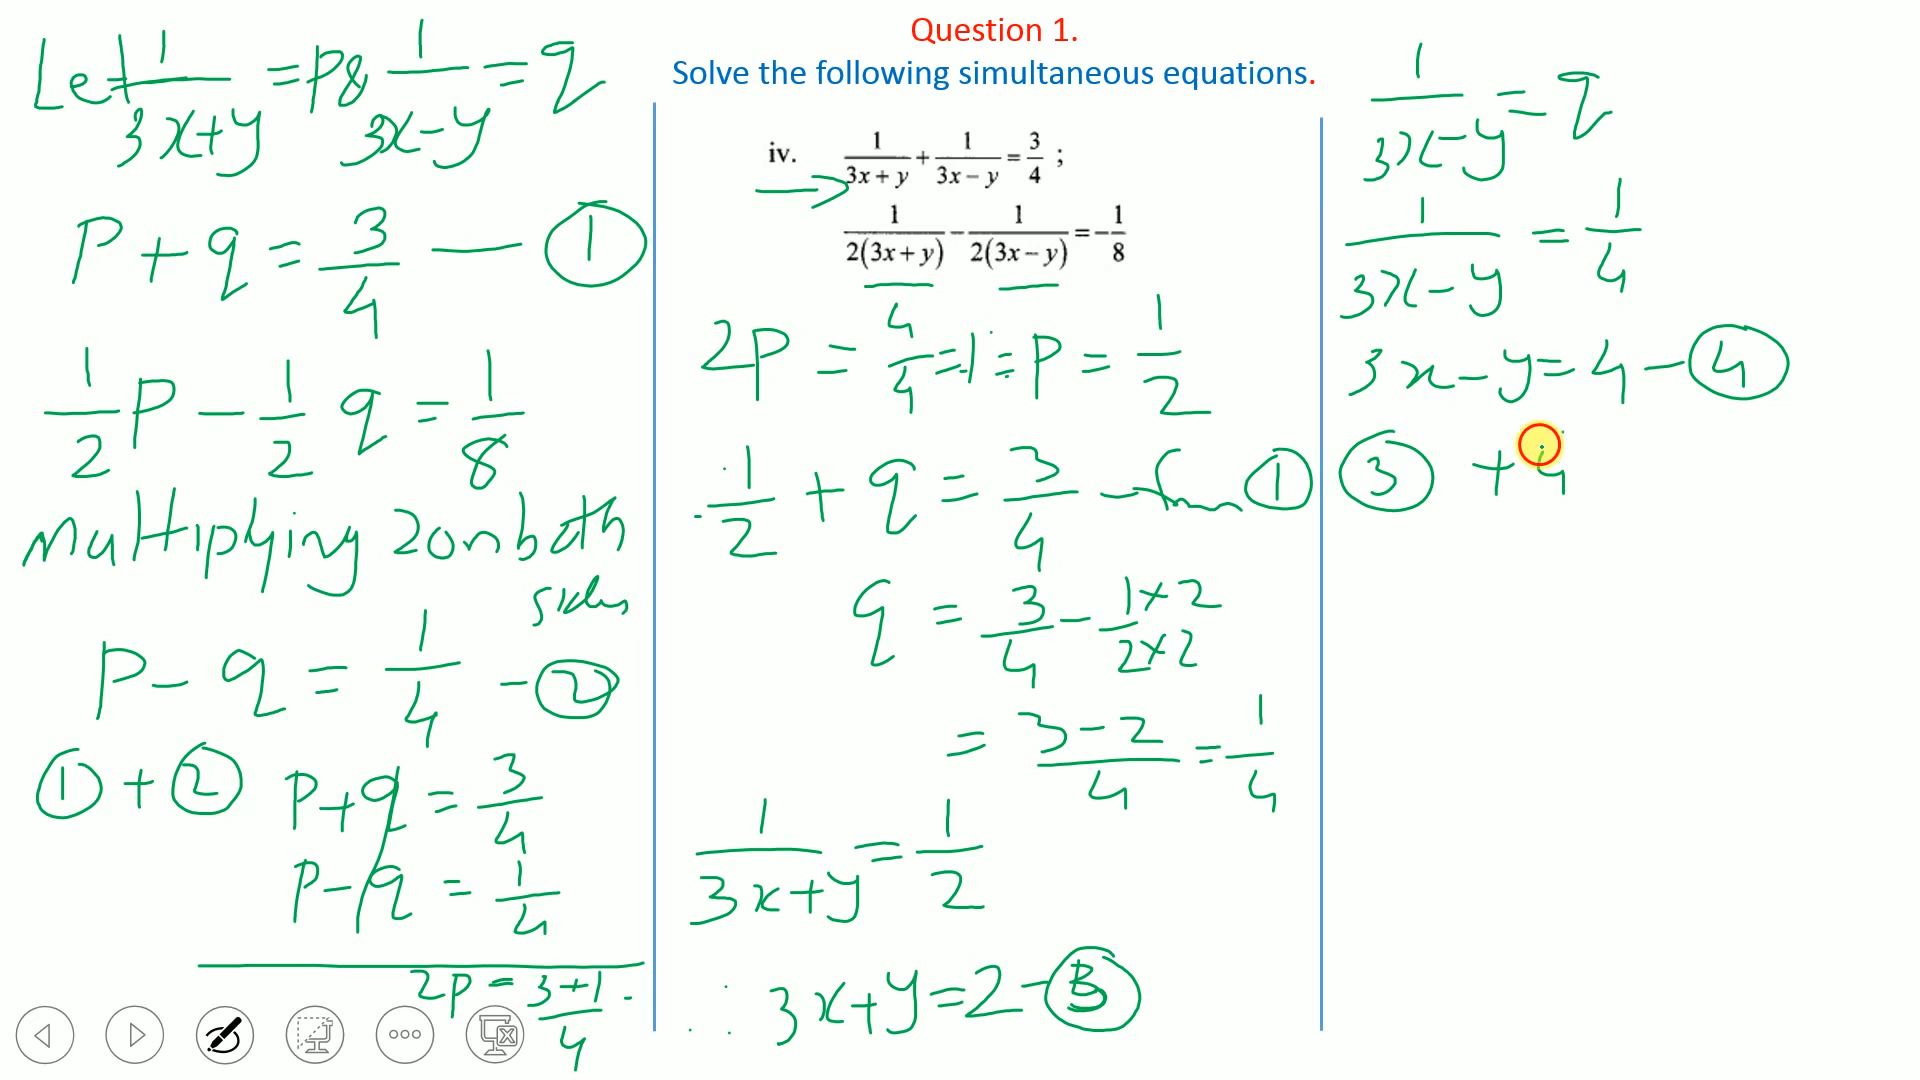 Question 1.
Solve the following simultaneous equations.
Let 1/(3x+y) = P & 1/(3x-y) = q
P + q = 3/4 — ①
1/2 P - 1/2 q = 1/8
Multiplying 2 on both
sides
P - q = 1/4 - ②
① + ② P+q = 3/4
P-q = 1/4
2P = (3+1)/4
iv. 1/(3x+y) + 1/(3x-y) = 3/4 ;
1/(2(3x+y)) - 1/(2(3x-y)) = -1/8
2P = 4/4 = 1 = P = 1/2
1/2 + q = 3/4 - from ①
q = 3/4 - (1×2)/(2×2)
= (3-2)/4 = 1/4
1/(3x+y) = 1/2
∴ 3x+y = 2 - ③
1/(3x-y) = q
1/(3x-y) = 1/4
3x-y = 4 - ④
③ + 4